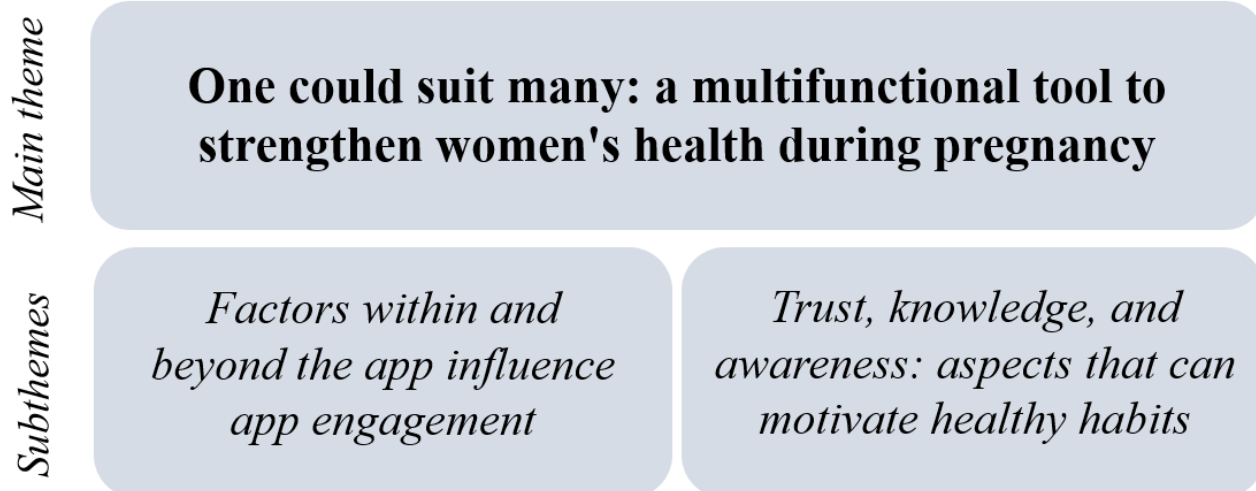 Main theme
One could suit many: a multifunctional tool to
strengthen women's health during pregnancy
Subthemes
Factors within and
beyond the app influence
app engagement
Trust, knowledge, and
awareness: aspects that can
motivate healthy habits